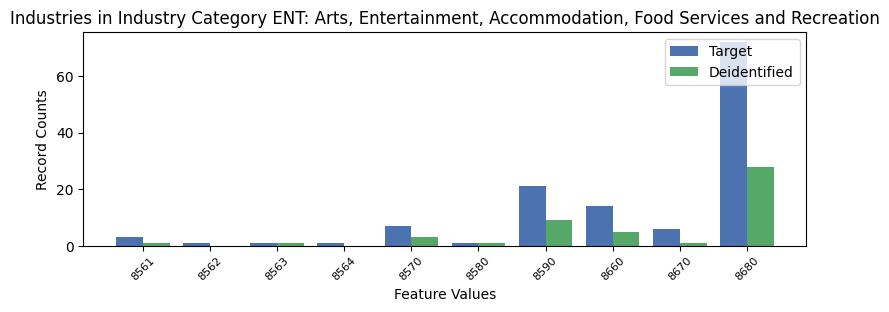 Industries in Industry Category ENT: Arts, Entertainment, Accommodation, Food Services and Recreation
Target
Deidentified
Record Counts
60
40
20
0
8561 8562 8563 8564 8570 8580 8590 8660 8670 8680
Feature Values